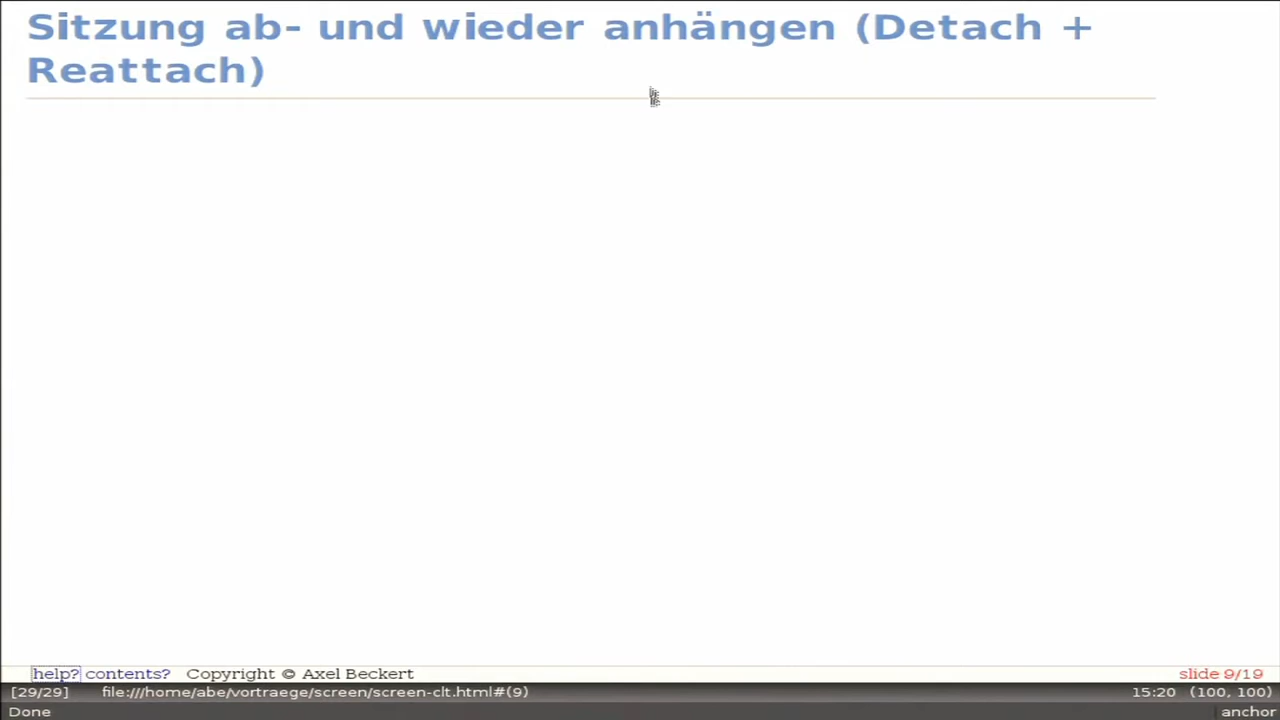 Sitzung ab- und wieder anhängen (Detach +
Reattach)
help? contents? Copyright © Axel Beckert slide 9/19
[29/29] file:///home/abe/vortraege/screen/screen-clt.html#(9) 15:20 (100, 100)
Done anchor